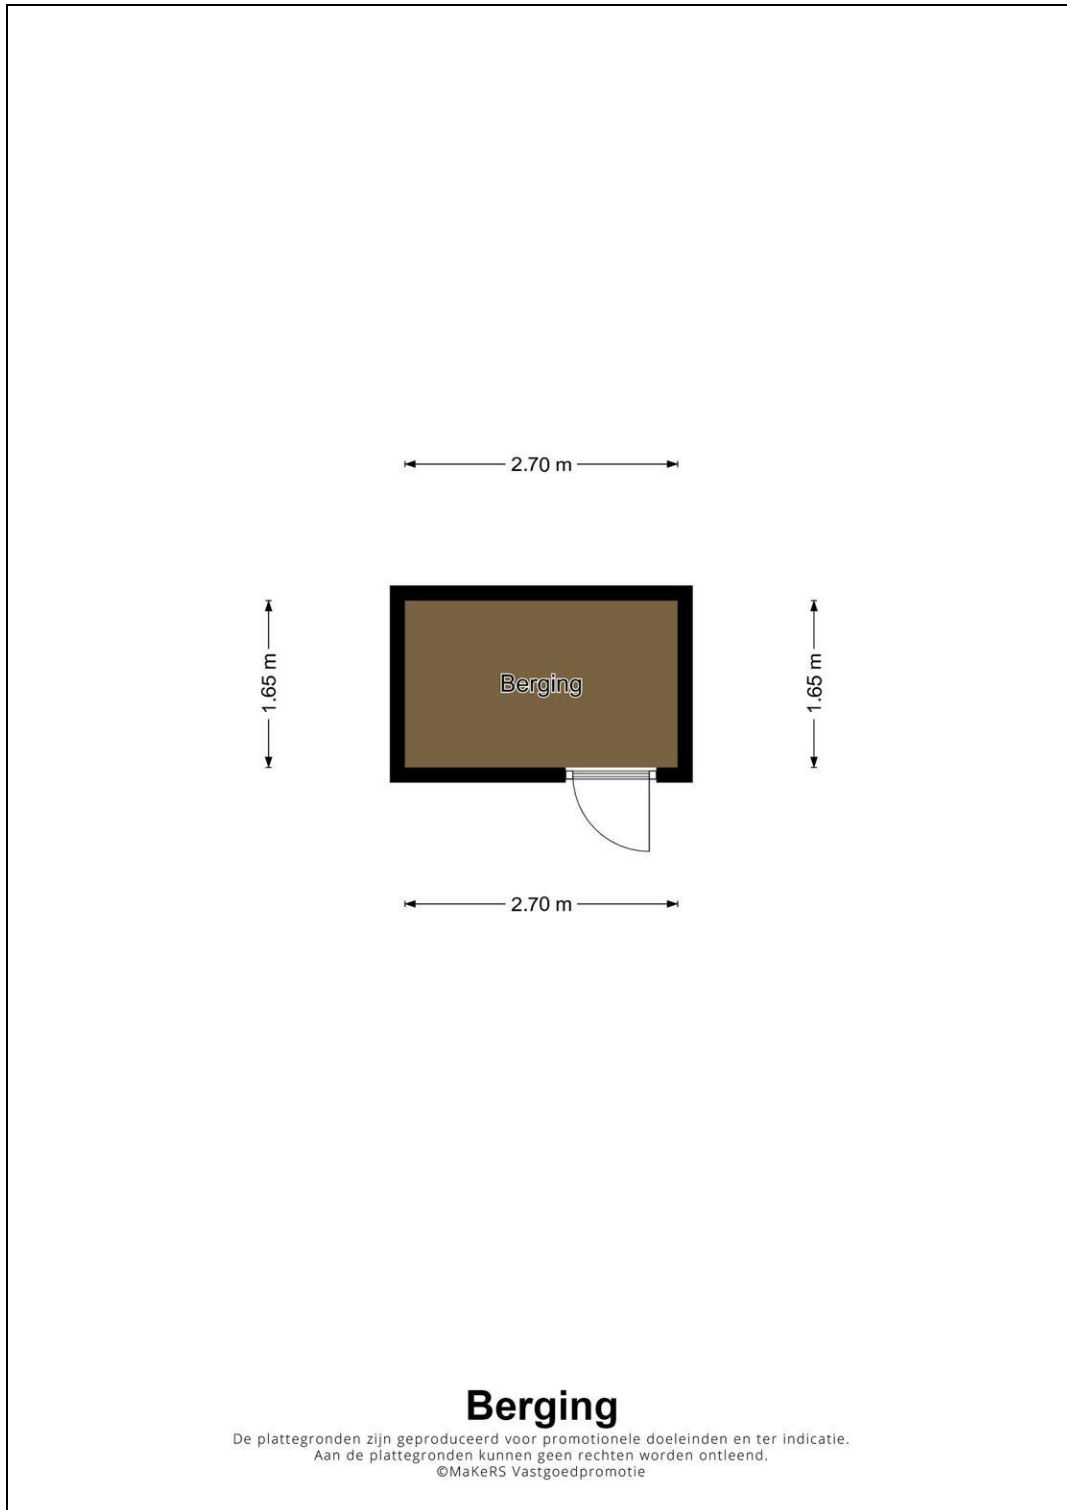 2.70 m
1.65 m
Berging
1.65 m
2.70 m
Berging
De plattegronden zijn geproduceerd voor promotionele doeleinden en ter indicatie.
Aan de plattegronden kunnen geen rechten worden ontleend.
©MaKeRS Vastgoedpromotie